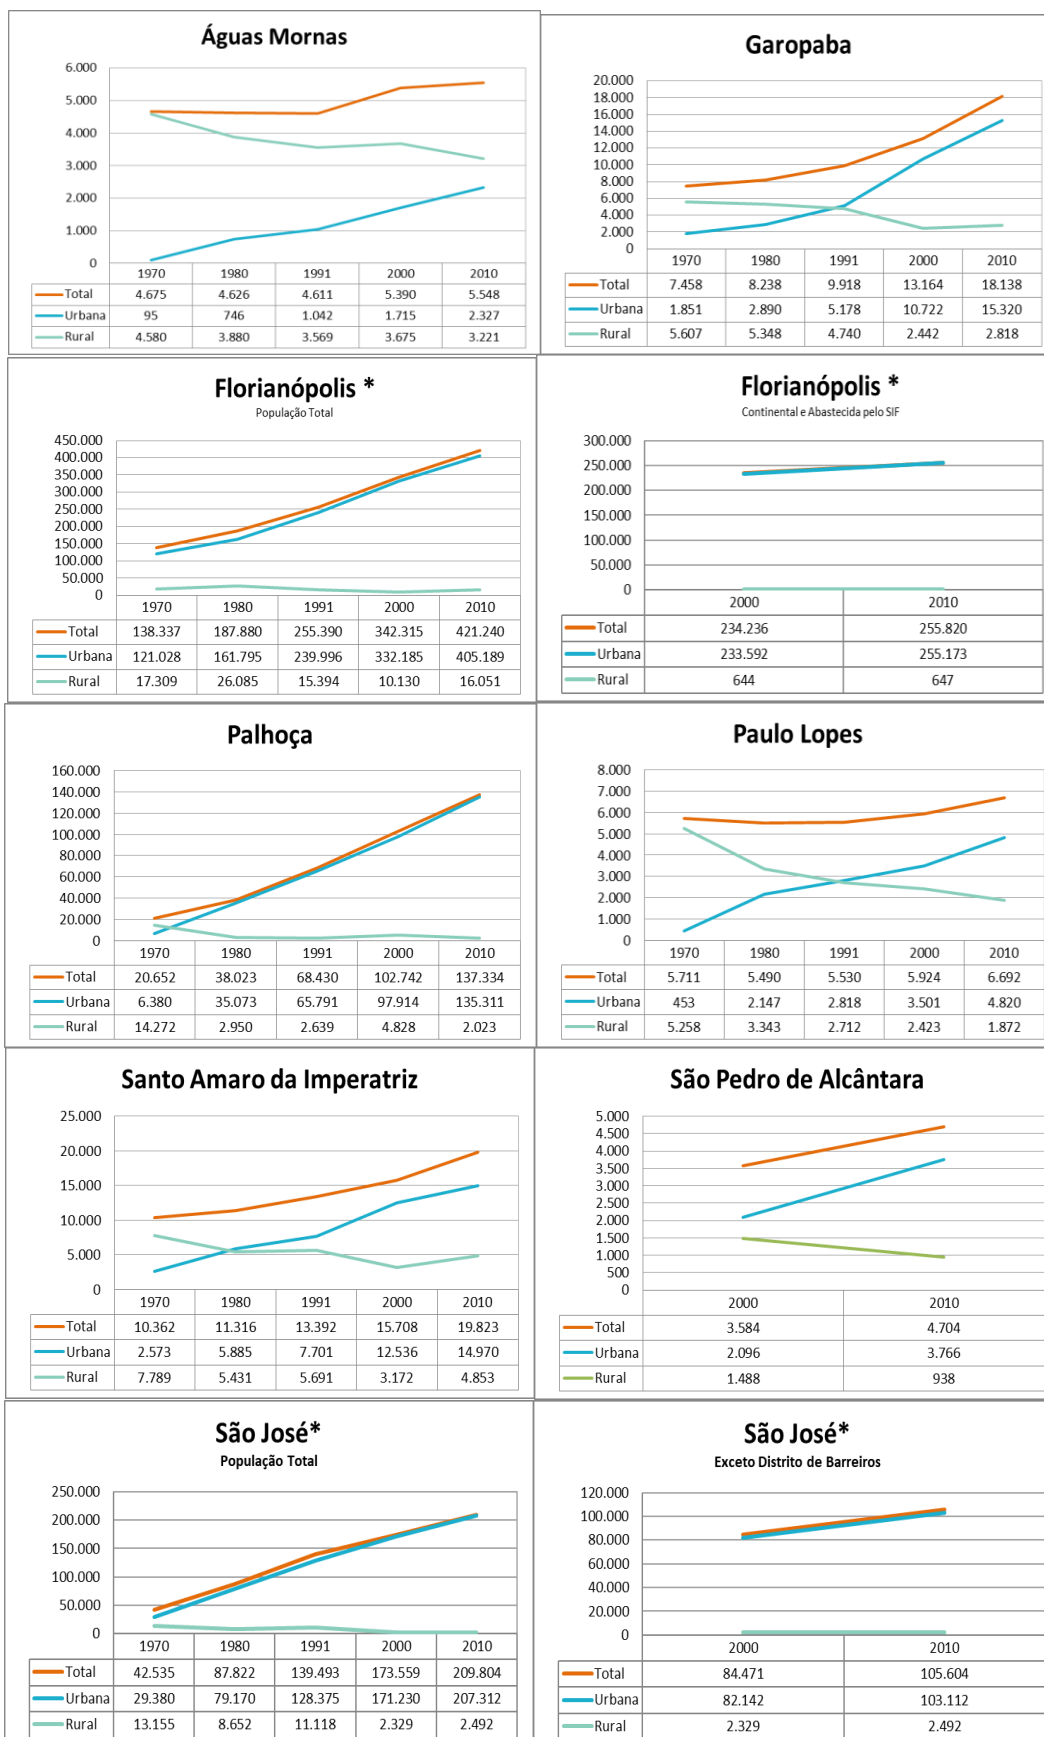 Águas Mornas
6.000
5.000
4.000
3.000
2.000
1.000
0
1970 1980 1991 2000 2010
Total 4.675 4.626 4.611 5.390 5.548
Urbana 95 746 1.042 1.715 2.327
Rural 4.580 3.880 3.569 3.675 3.221
Garopaba
20.000
18.000
16.000
14.000
12.000
10.000
8.000
6.000
4.000
2.000
0
1970 1980 1991 2000 2010
Total 7.458 8.238 9.918 13.164 18.138
Urbana 1.851 2.890 5.178 10.722 15.320
Rural 5.607 5.348 4.740 2.442 2.818
Florianópolis *
População Total
450.000
400.000
350.000
300.000
250.000
200.000
150.000
100.000
50.000
0
1970 1980 1991 2000 2010
Total 138.337 187.880 255.390 342.315 421.240
Urbana 121.028 161.795 239.996 332.185 405.189
Rural 17.309 26.085 15.394 10.130 16.051
Florianópolis *
Continental e Abastecida pelo SIF
300.000
250.000
200.000
150.000
100.000
50.000
0
2000 2010
Total 234.236 255.820
Urbana 233.592 255.173
Rural 644 647
Palhoça
160.000
140.000
120.000
100.000
80.000
60.000
40.000
20.000
0
1970 1980 1991 2000 2010
Total 20.652 38.023 68.430 102.742 137.334
Urbana 6.380 35.073 65.791 97.914 135.311
Rural 14.272 2.950 2.639 4.828 2.023
Paulo Lopes
8.000
7.000
6.000
5.000
4.000
3.000
2.000
1.000
0
1970 1980 1991 2000 2010
Total 5.711 5.490 5.530 5.924 6.692
Urbana 453 2.147 2.818 3.501 4.820
Rural 5.258 3.343 2.712 2.423 1.872
Santo Amaro da Imperatriz
25.000
20.000
15.000
10.000
5.000
0
1970 1980 1991 2000 2010
Total 10.362 11.316 13.392 15.708 19.823
Urbana 2.573 5.885 7.701 12.536 14.970
Rural 7.789 5.431 5.691 3.172 4.853
São Pedro de Alcântara
5.000
4.500
4.000
3.500
3.000
2.500
2.000
1.500
1.000
500
0
2000 2010
Total 3.584 4.704
Urbana 2.096 3.766
Rural 1.488 938
São José*
População Total
250.000
200.000
150.000
100.000
50.000
0
1970 1980 1991 2000 2010
Total 42.535 87.822 139.493 173.559 209.804
Urbana 29.380 79.170 128.375 171.230 207.312
Rural 13.155 8.652 11.118 2.329 2.492
São José*
Exceto Distrito de Barreiros
120.000
100.000
80.000
60.000
40.000
20.000
0
2000 2010
Total 84.471 105.604
Urbana 82.142 103.112
Rural 2.329 2.492